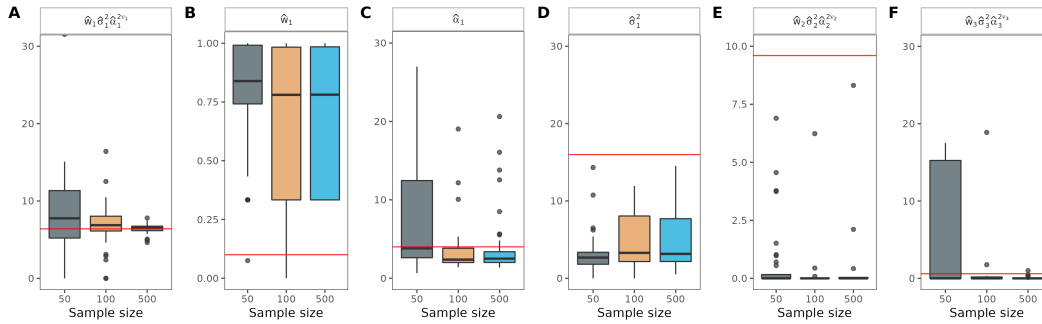 A
ŵ₁σ̂₁²α̂₁^{2ν₁}
30
20
10
0
50 100 500
Sample size
B
ŵ₁
1.00
0.75
0.50
0.25
0.00
50 100 500
Sample size
C
α̂₁
30
20
10
0
50 100 500
Sample size
D
σ̂₁²
30
20
10
0
50 100 500
Sample size
E
ŵ₂σ̂₂²α̂₂^{2ν₂}
10.0
7.5
5.0
2.5
0.0
50 100 500
Sample size
F
ŵ₃σ̂₃²α̂₃^{2ν₃}
30
20
10
0
50 100 500
Sample size